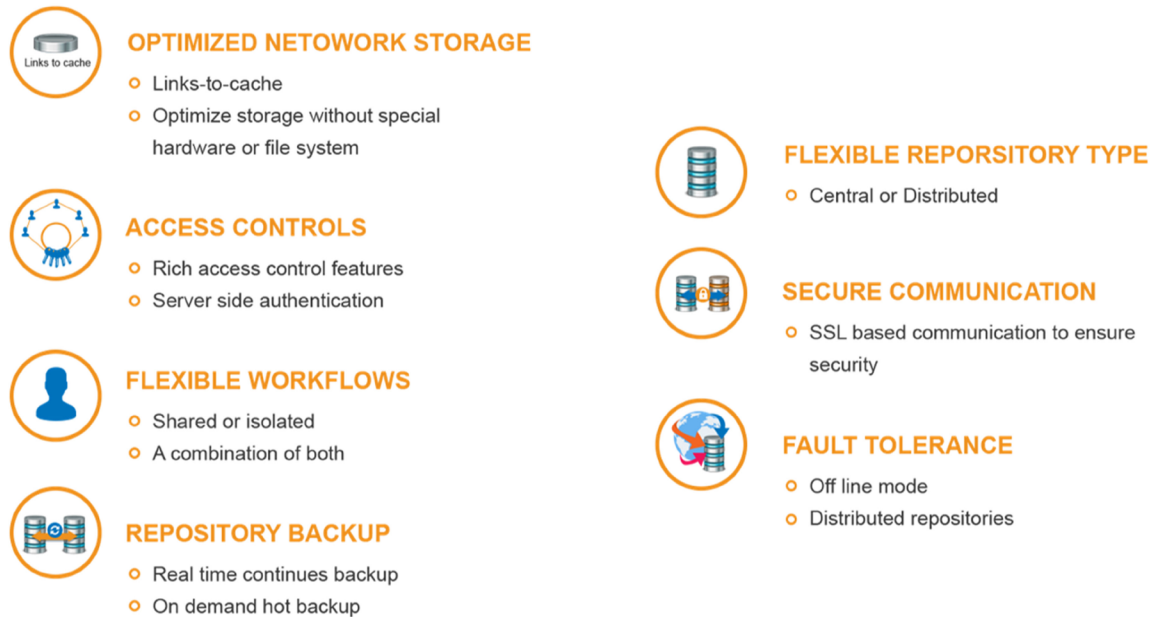 Links to cache
OPTIMIZED NETOWORK STORAGE
Links-to-cache
Optimize storage without special
hardware or file system
ACCESS CONTROLS
Rich access control features
Server side authentication
FLEXIBLE WORKFLOWS
Shared or isolated
A combination of both
REPOSITORY BACKUP
Real time continues backup
On demand hot backup
FLEXIBLE REPORSITORY TYPE
Central or Distributed
SECURE COMMUNICATION
SSL based communication to ensure
security
FAULT TOLERANCE
Off line mode
Distributed repositories